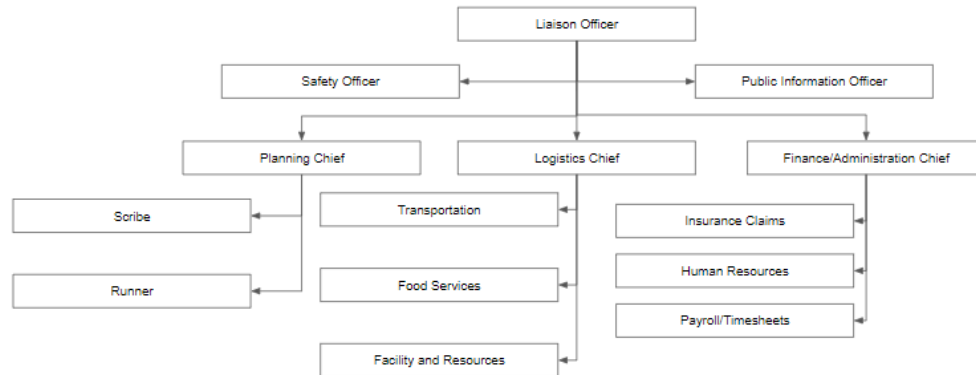 Liaison Officer
Safety Officer
Public Information Officer
Planning Chief
Logistics Chief
Finance/Administration Chief
Scribe
Runner
Transportation
Food Services
Facility and Resources
Insurance Claims
Human Resources
Payroll/Timesheets